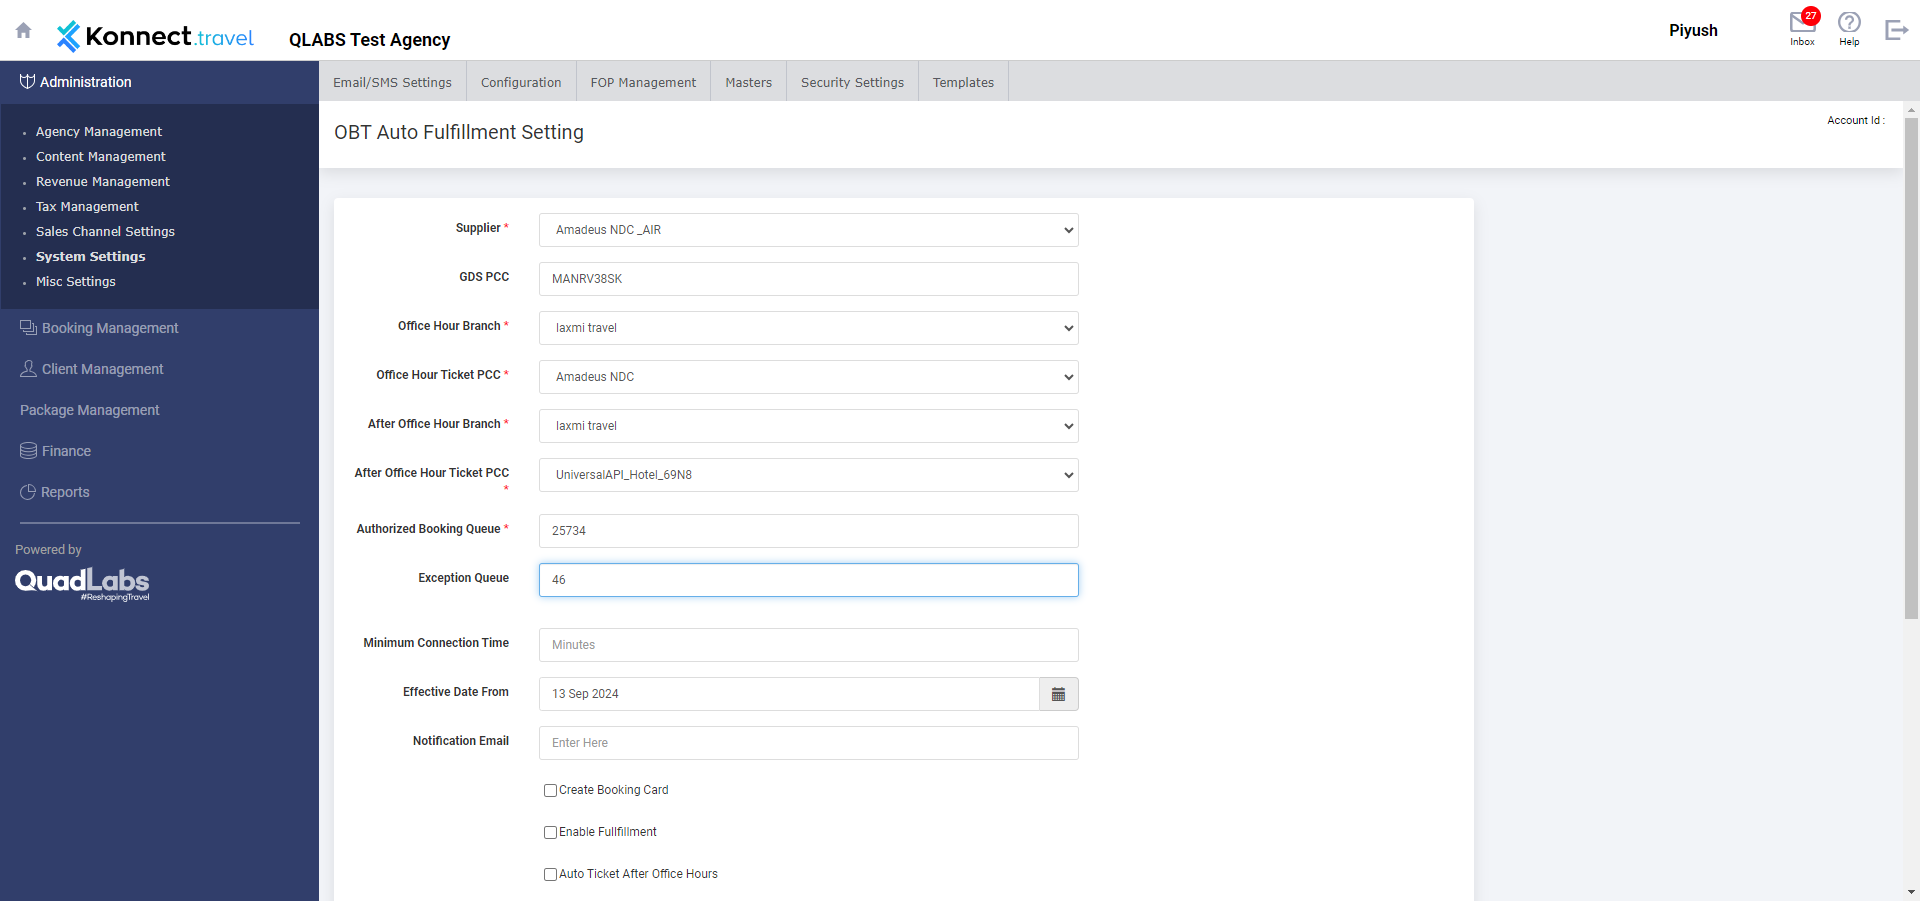 Konnect.travel
QLABS Test Agency
Piyush
27
Inbox
Help
Administration
Agency Management
Content Management
Revenue Management
Tax Management
Sales Channel Settings
System Settings
Misc Settings
Booking Management
Client Management
Package Management
Finance
Reports
Powered by
QuadLabs
#ReshapingTravel
Email/SMS Settings
Configuration
FOP Management
Masters
Security Settings
Templates
OBT Auto Fulfillment Setting
Account Id :
Supplier *
Amadeus NDC _AIR
GDS PCC
MANRV38SK
Office Hour Branch *
laxmi travel
Office Hour Ticket PCC *
Amadeus NDC
After Office Hour Branch *
laxmi travel
After Office Hour Ticket PCC
*
UniversalAPI_Hotel_69N8
Authorized Booking Queue *
25734
Exception Queue
46
Minimum Connection Time
Minutes
Effective Date From
13 Sep 2024
Notification Email
Enter Here
Create Booking Card
Enable Fullfillment
Auto Ticket After Office Hours